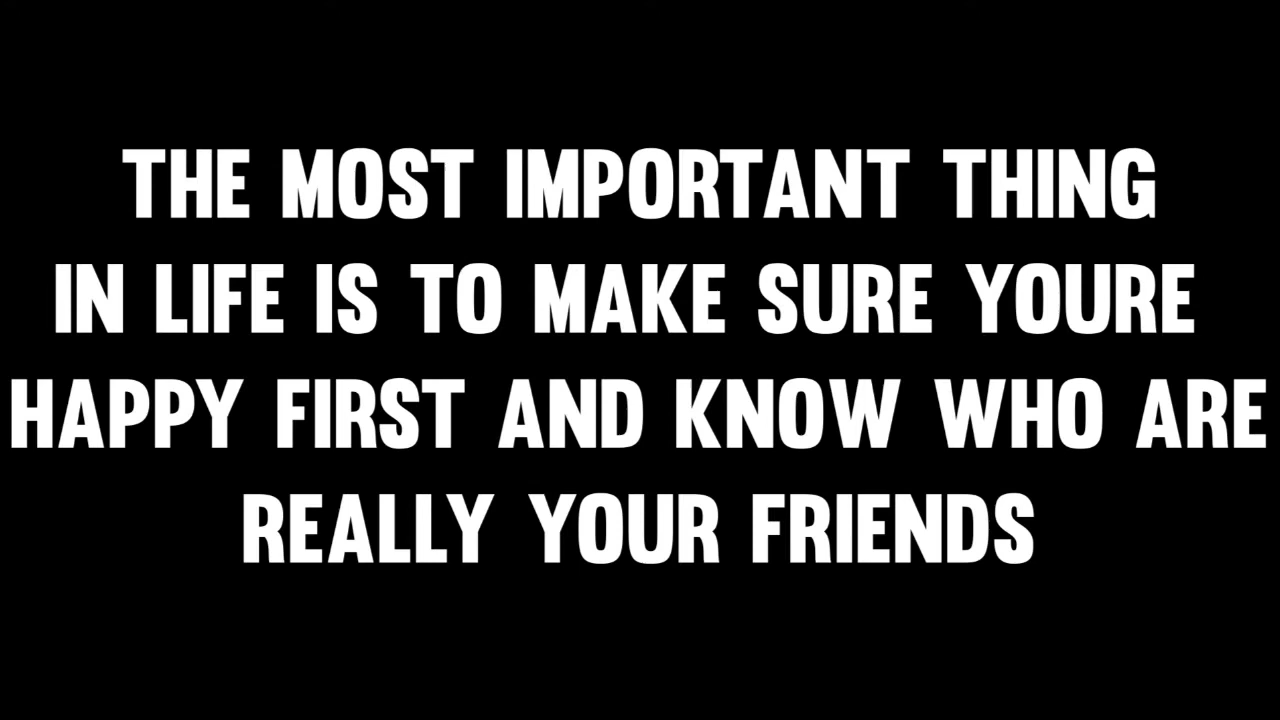 THE MOST IMPORTANT THING
IN LIFE IS TO MAKE SURE YOURE
HAPPY FIRST AND KNOW WHO ARE
REALLY YOUR FRIENDS